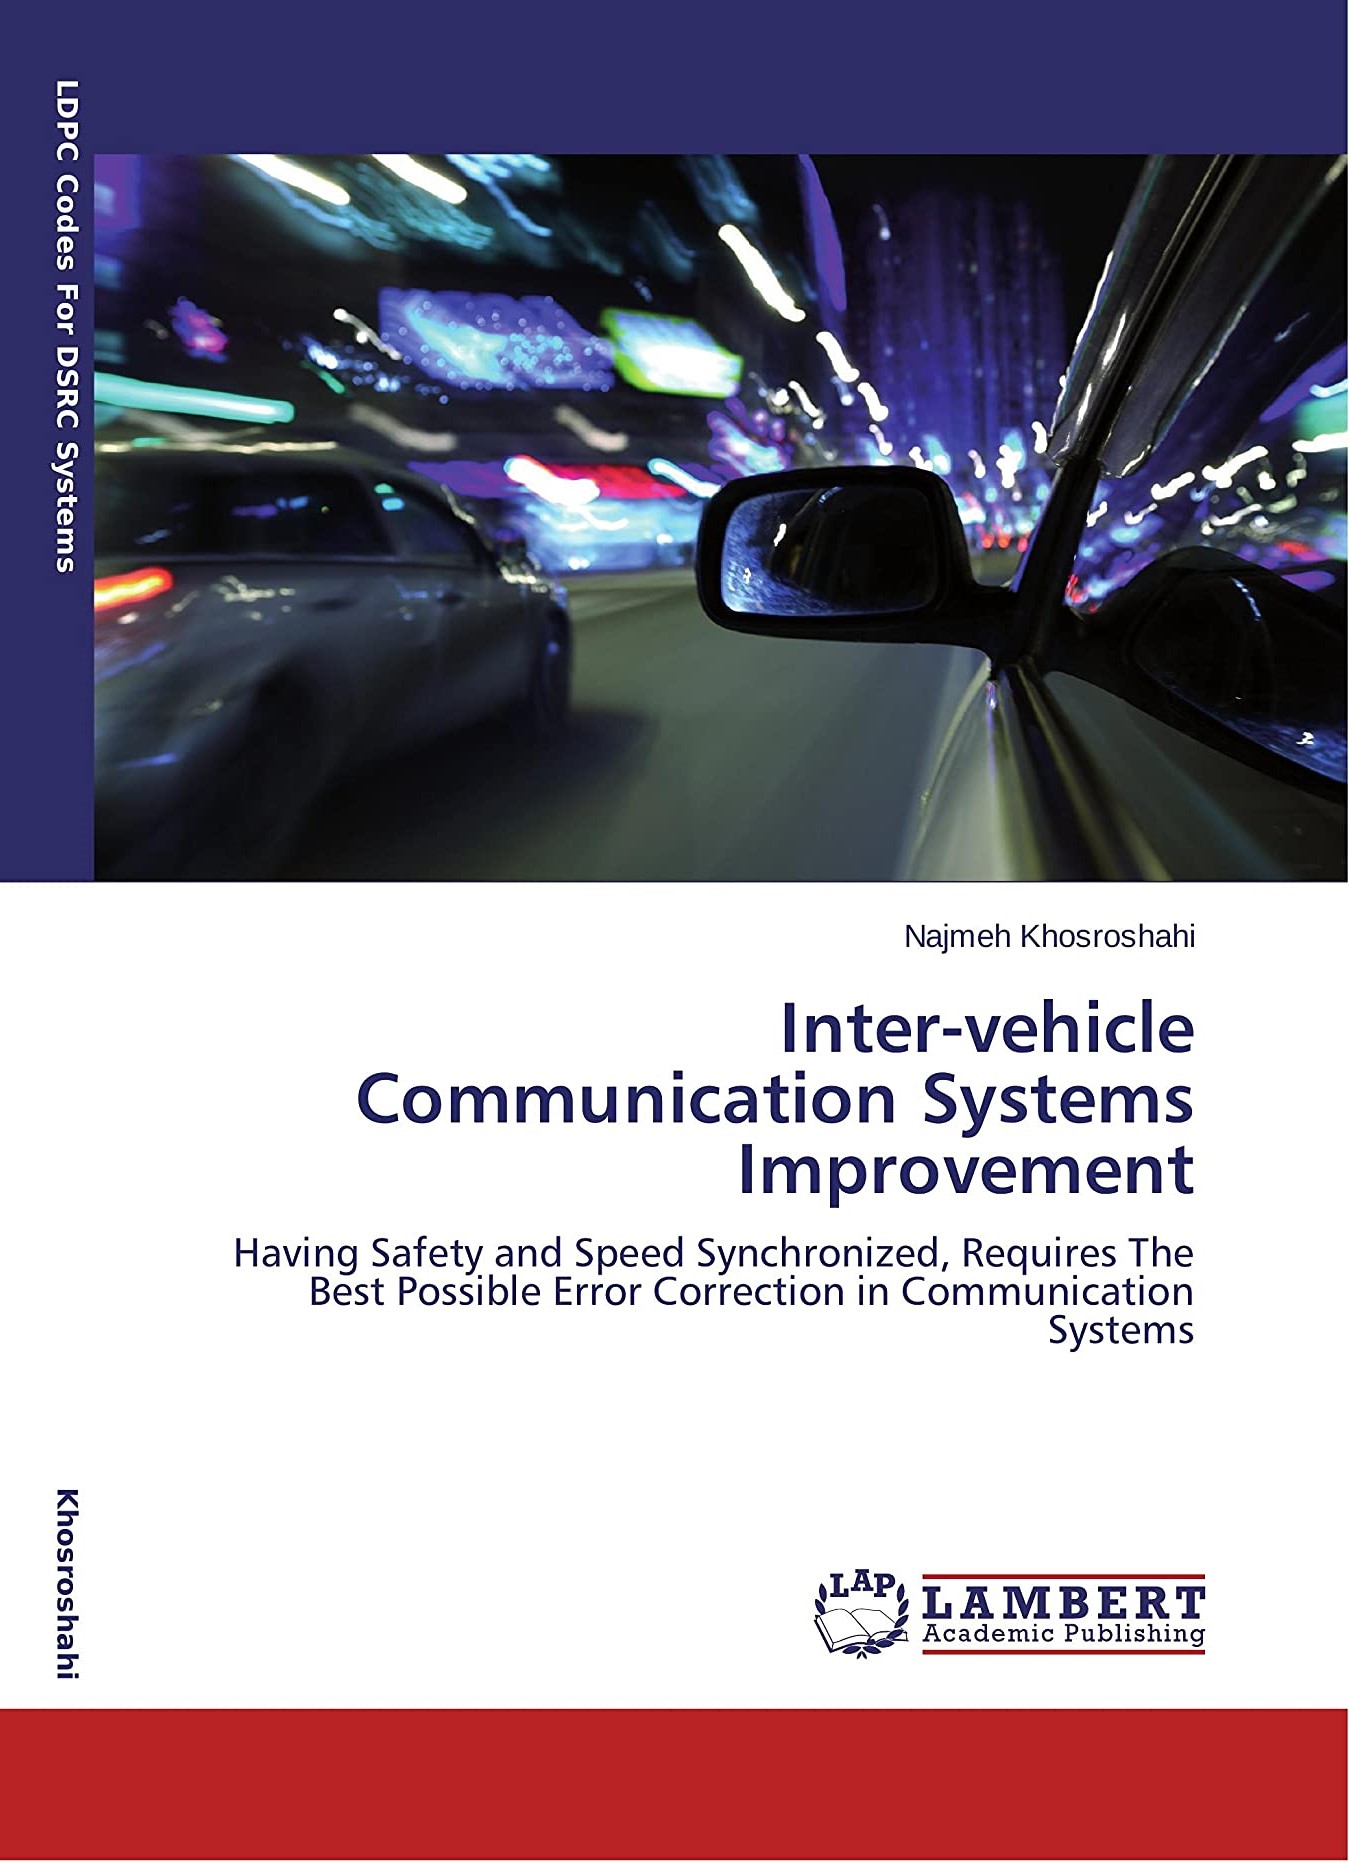 LDPC Codes For DSRC Systems
Najmeh Khosroshahi
Inter-vehicle
Communication Systems
Improvement
Having Safety and Speed Synchronized, Requires The
Best Possible Error Correction in Communication
Systems
Khosroshahi
LAP
LAMBERT
Academic Publishing